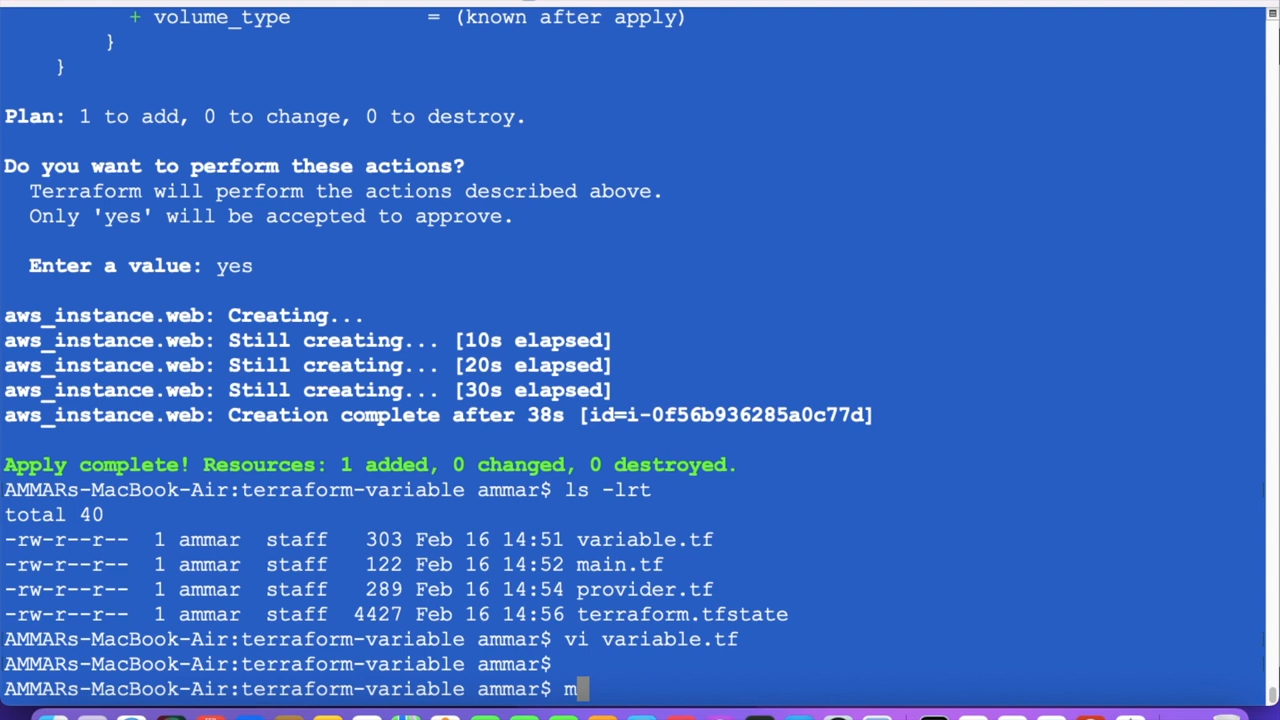 + volume_type = (known after apply)
}
}
Plan: 1 to add, 0 to change, 0 to destroy.
Do you want to perform these actions?
Terraform will perform the actions described above.
Only 'yes' will be accepted to approve.
Enter a value: yes
aws_instance.web: Creating...
aws_instance.web: Still creating... [10s elapsed]
aws_instance.web: Still creating... [20s elapsed]
aws_instance.web: Still creating... [30s elapsed]
aws_instance.web: Creation complete after 38s [id=i-0f56b936285a0c77d]
Apply complete! Resources: 1 added, 0 changed, 0 destroyed.
AMMARs-MacBook-Air:terraform-variable ammar$ ls -lrt
total 40
-rw-r--r-- 1 ammar staff 303 Feb 16 14:51 variable.tf
-rw-r--r-- 1 ammar staff 122 Feb 16 14:52 main.tf
-rw-r--r-- 1 ammar staff 289 Feb 16 14:54 provider.tf
-rw-r--r-- 1 ammar staff 4427 Feb 16 14:56 terraform.tfstate
AMMARs-MacBook-Air:terraform-variable ammar$ vi variable.tf
AMMARs-MacBook-Air:terraform-variable ammar$
AMMARs-MacBook-Air:terraform-variable ammar$ m